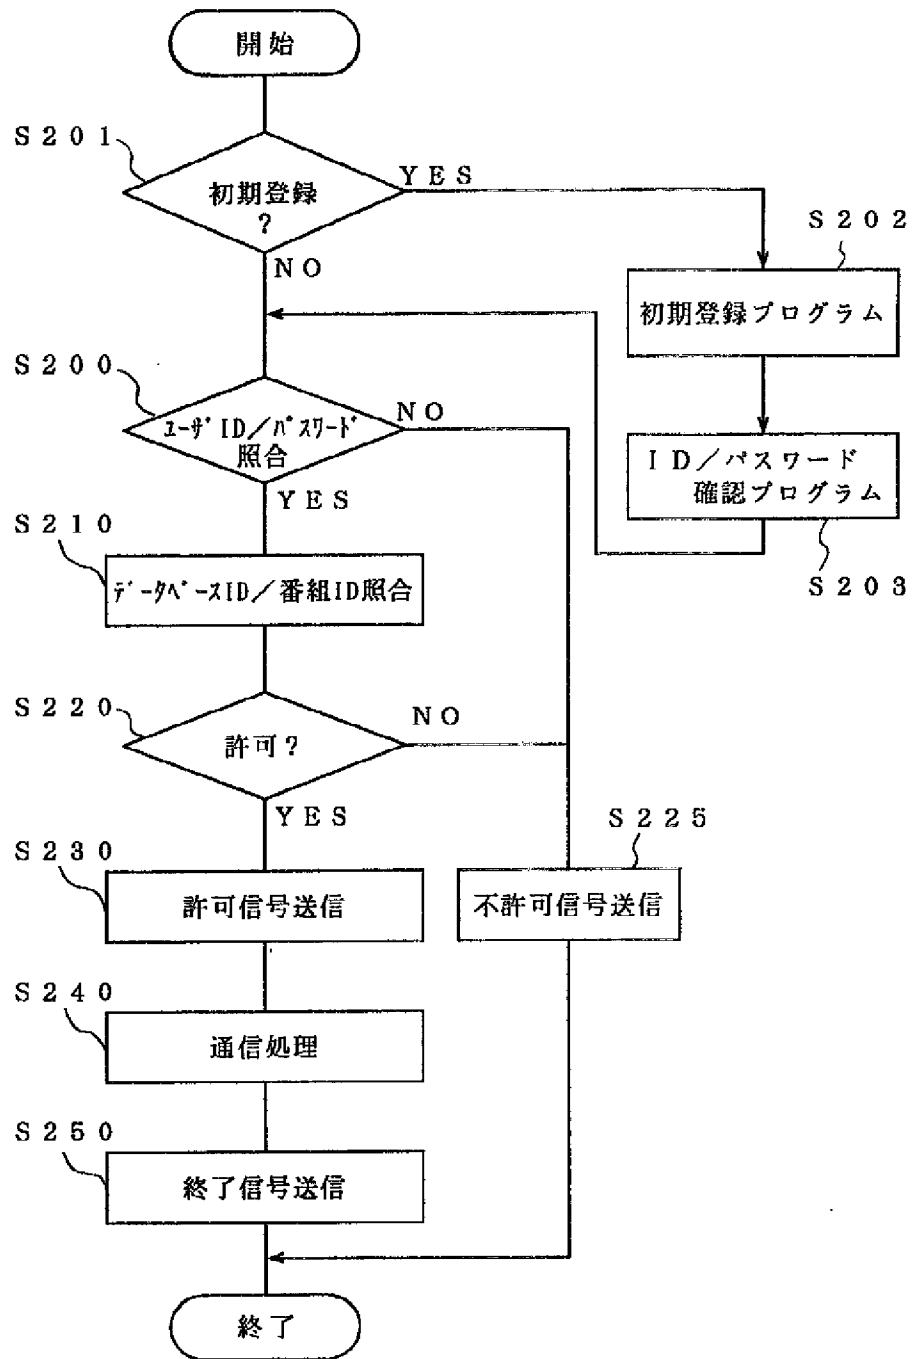 開始
Ｓ２０１
初期登録
？
ＹＥＳ
ＮＯ
Ｓ２０２
初期登録プログラム
Ｓ２００
ﾕｰｻﾞID／ﾊﾟｽﾜｰﾄﾞ
照合
ＮＯ
ＹＥＳ
ＩＤ／パスワード
確認プログラム
Ｓ２０３
Ｓ２１０
ﾃﾞｰﾀﾍﾞｰｽID／番組ID照合
Ｓ２２０
許可？
ＮＯ
ＹＥＳ
Ｓ２３０
許可信号送信
Ｓ２２５
不許可信号送信
Ｓ２４０
通信処理
Ｓ２５０
終了信号送信
終了